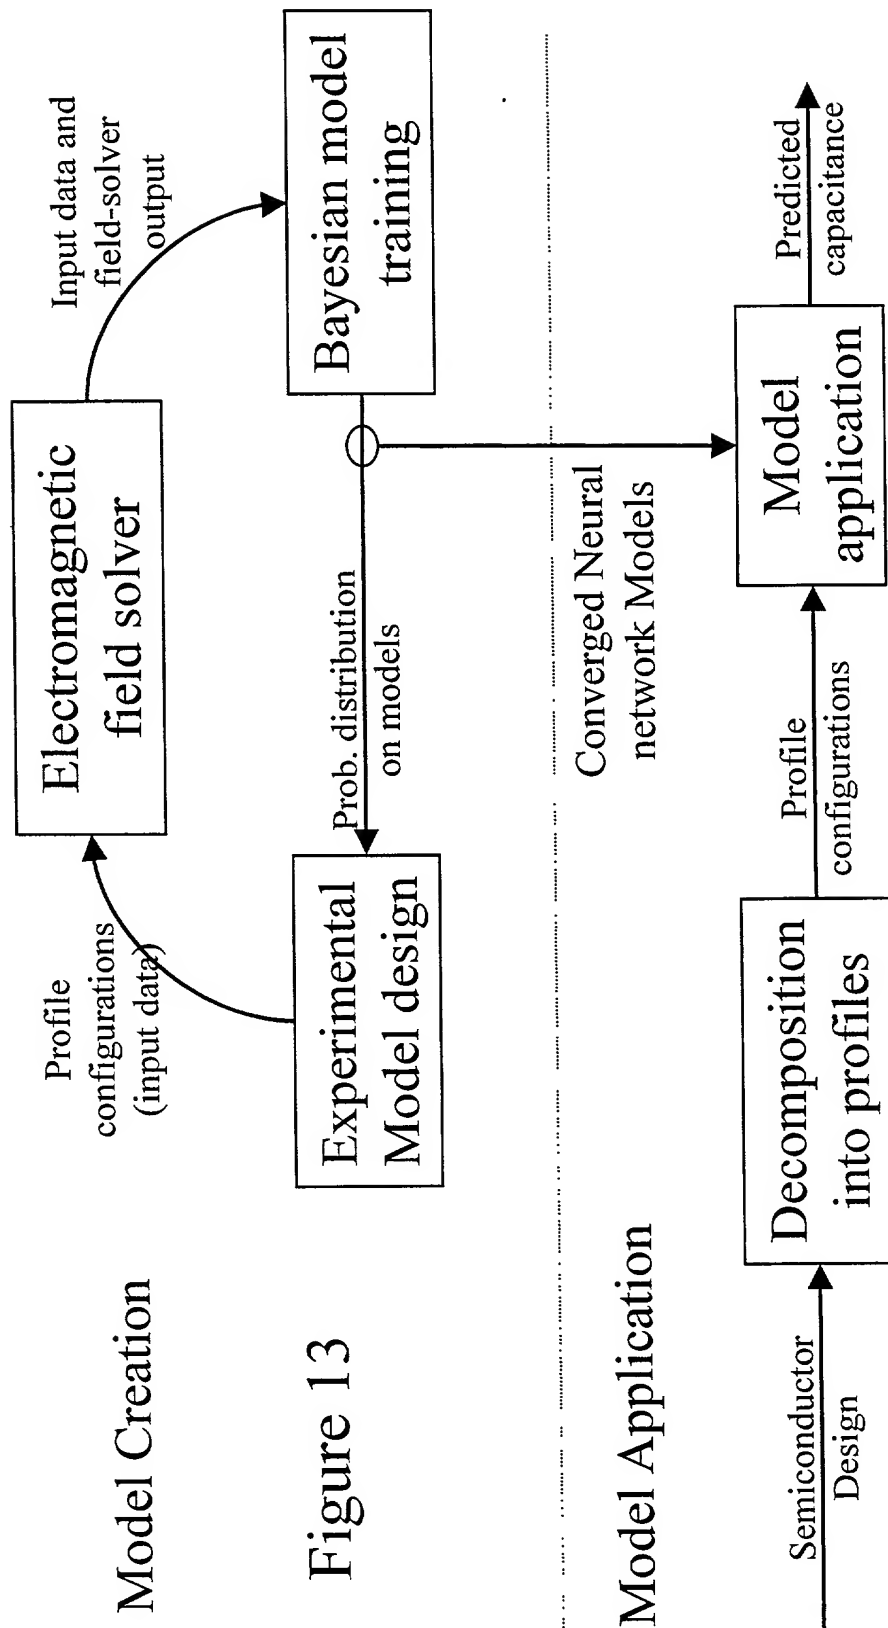 Model Creation
Profile
configurations
(input data)
Electromagnetic
field solver
Input data and
field-solver
output
Experimental
Model design
Prob. distribution
on models
Bayesian model
training
Figure 13
Converged Neural
network Models
Model Application
Semiconductor
Design
Decomposition
into profiles
Profile
configurations
Model
application
Predicted
capacitance